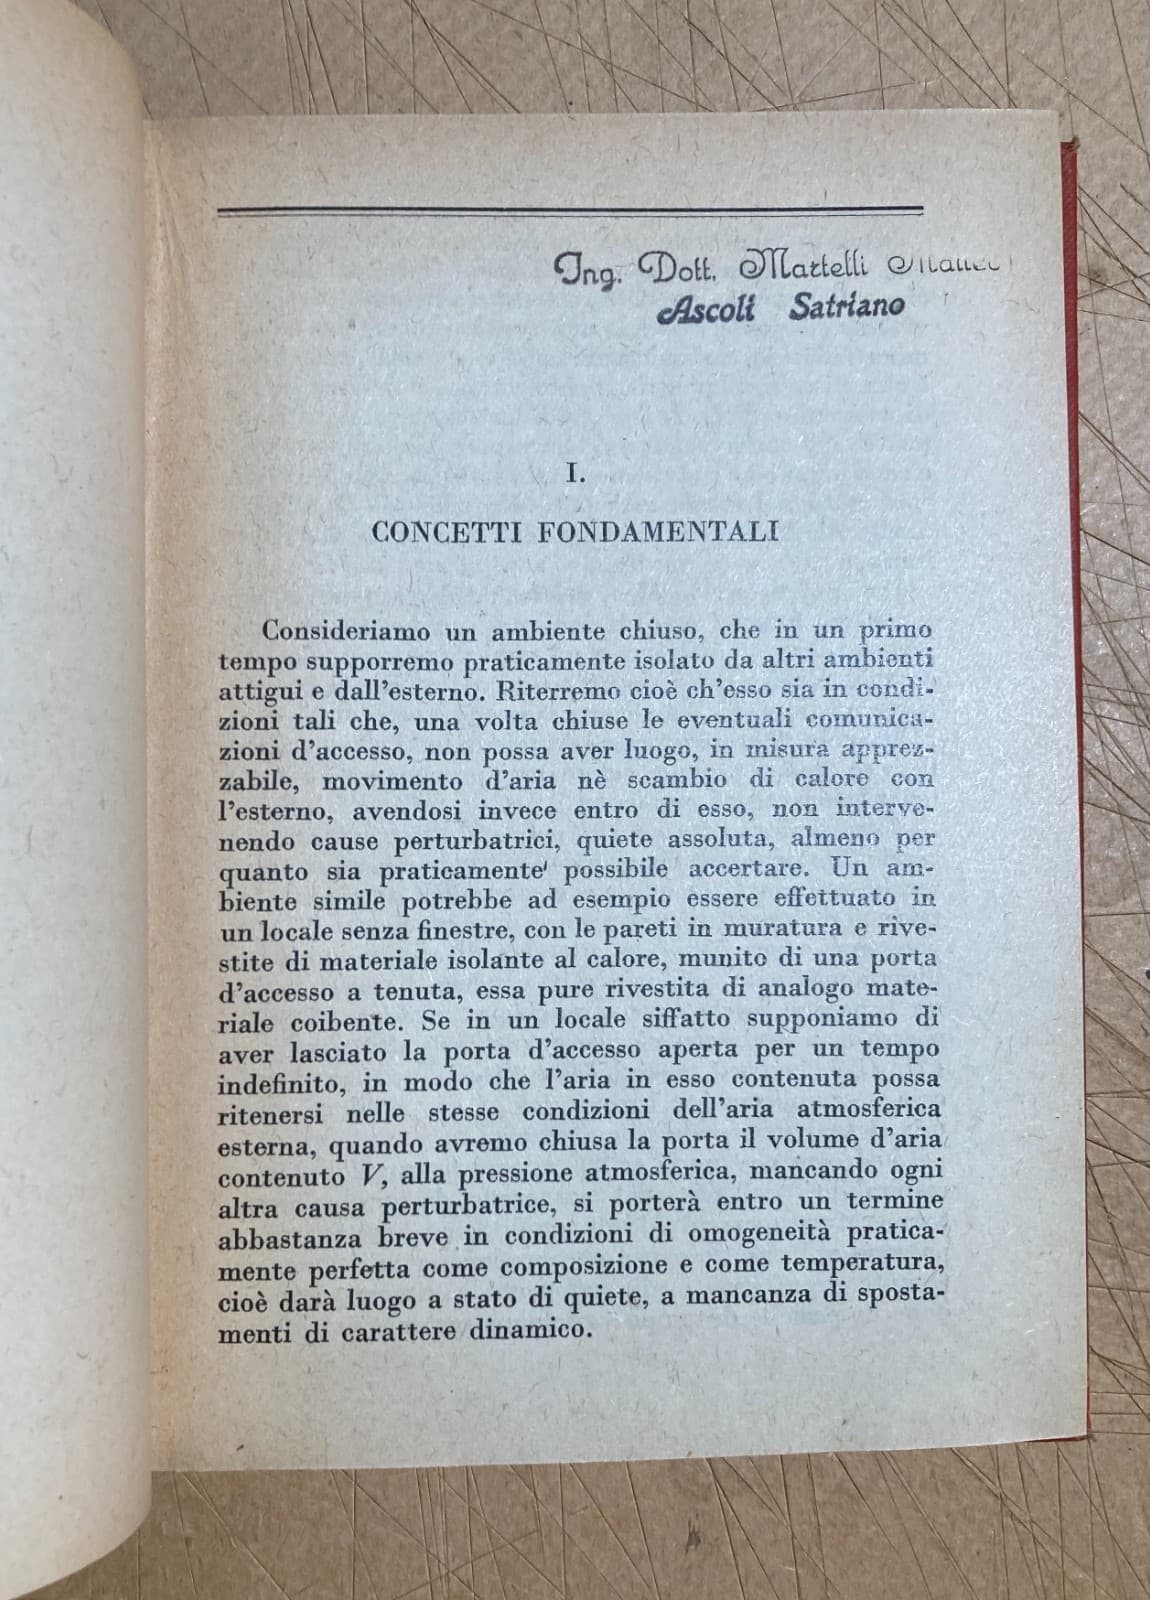 Ing. Dott. Martelli
Ascoli Satriano
I.
CONCETTI FONDAMENTALI
Consideriamo un ambiente chiuso, che in un primo
tempo supporremo praticamente isolato da altri ambienti
attigui e dall'esterno. Riterremo cioè ch'esso sia in condi-
zioni tali che, una volta chiuse le eventuali comunica-
zioni d'accesso, non possa aver luogo, in misura apprez-
zabile, movimento d'aria nè scambio di calore con
l'esterno, avendosi invece entro di esso, non interve-
nendo cause perturbatrici, quiete assoluta, almeno per
quanto sia praticamente possibile accertare. Un am-
biente simile potrebbe ad esempio essere effettuato in
un locale senza finestre, con le pareti in muratura e rive-
stite di materiale isolante al calore, munito di una porta
d'accesso a tenuta, essa pure rivestita di analogo mate-
riale coibente. Se in un locale siffatto supponiamo di
aver lasciato la porta d'accesso aperta per un tempo
indefinito, in modo che l'aria in esso contenuta possa
ritenersi nelle stesse condizioni dell'aria atmosferica
esterna, quando avremo chiusa la porta il volume d'aria
contenuto V, alla pressione atmosferica, mancando ogni
altra causa perturbatrice, si porterà entro un termine
abbastanza breve in condizioni di omogeneità pratica-
mente perfetta come composizione e come temperatura,
cioè darà luogo a stato di quiete, a mancanza di sposta-
menti di carattere dinamico.